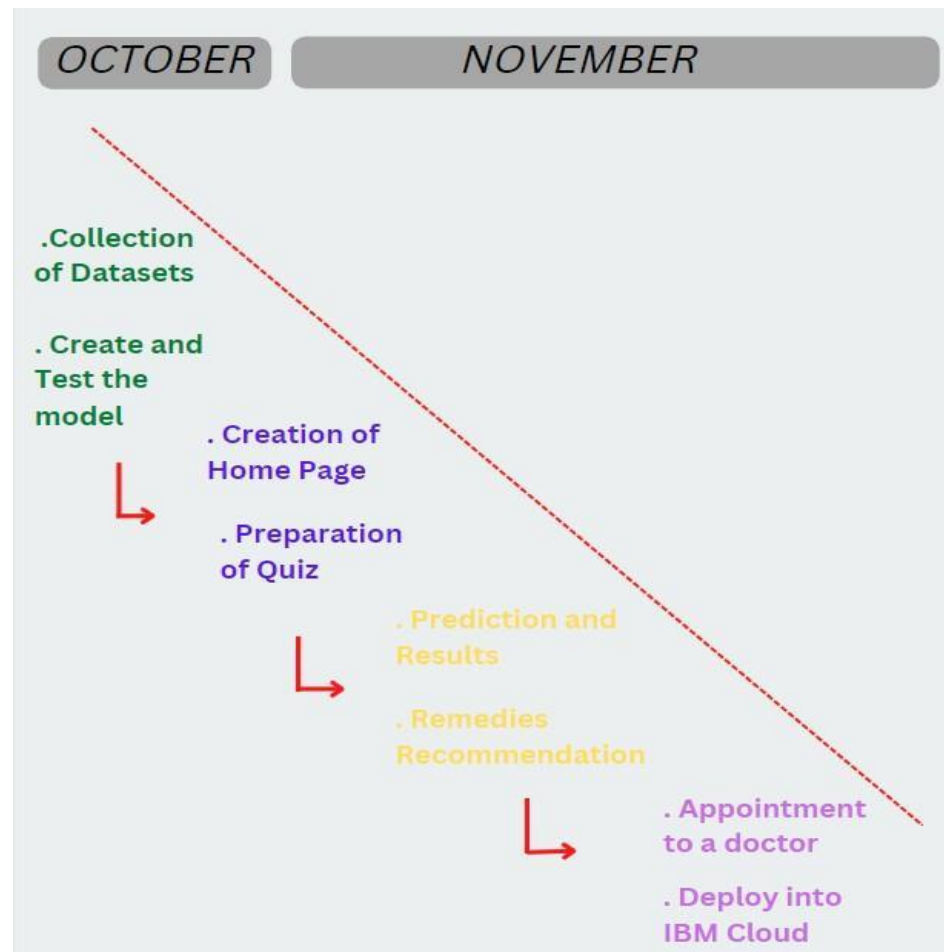 OCTOBER
NOVEMBER
.Collection
of Datasets
. Create and
Test the
model
. Creation of
Home Page
. Preparation
of Quiz
. Prediction and
Results
. Remedies
Recommendation
. Appointment
to a doctor
. Deploy into
IBM Cloud